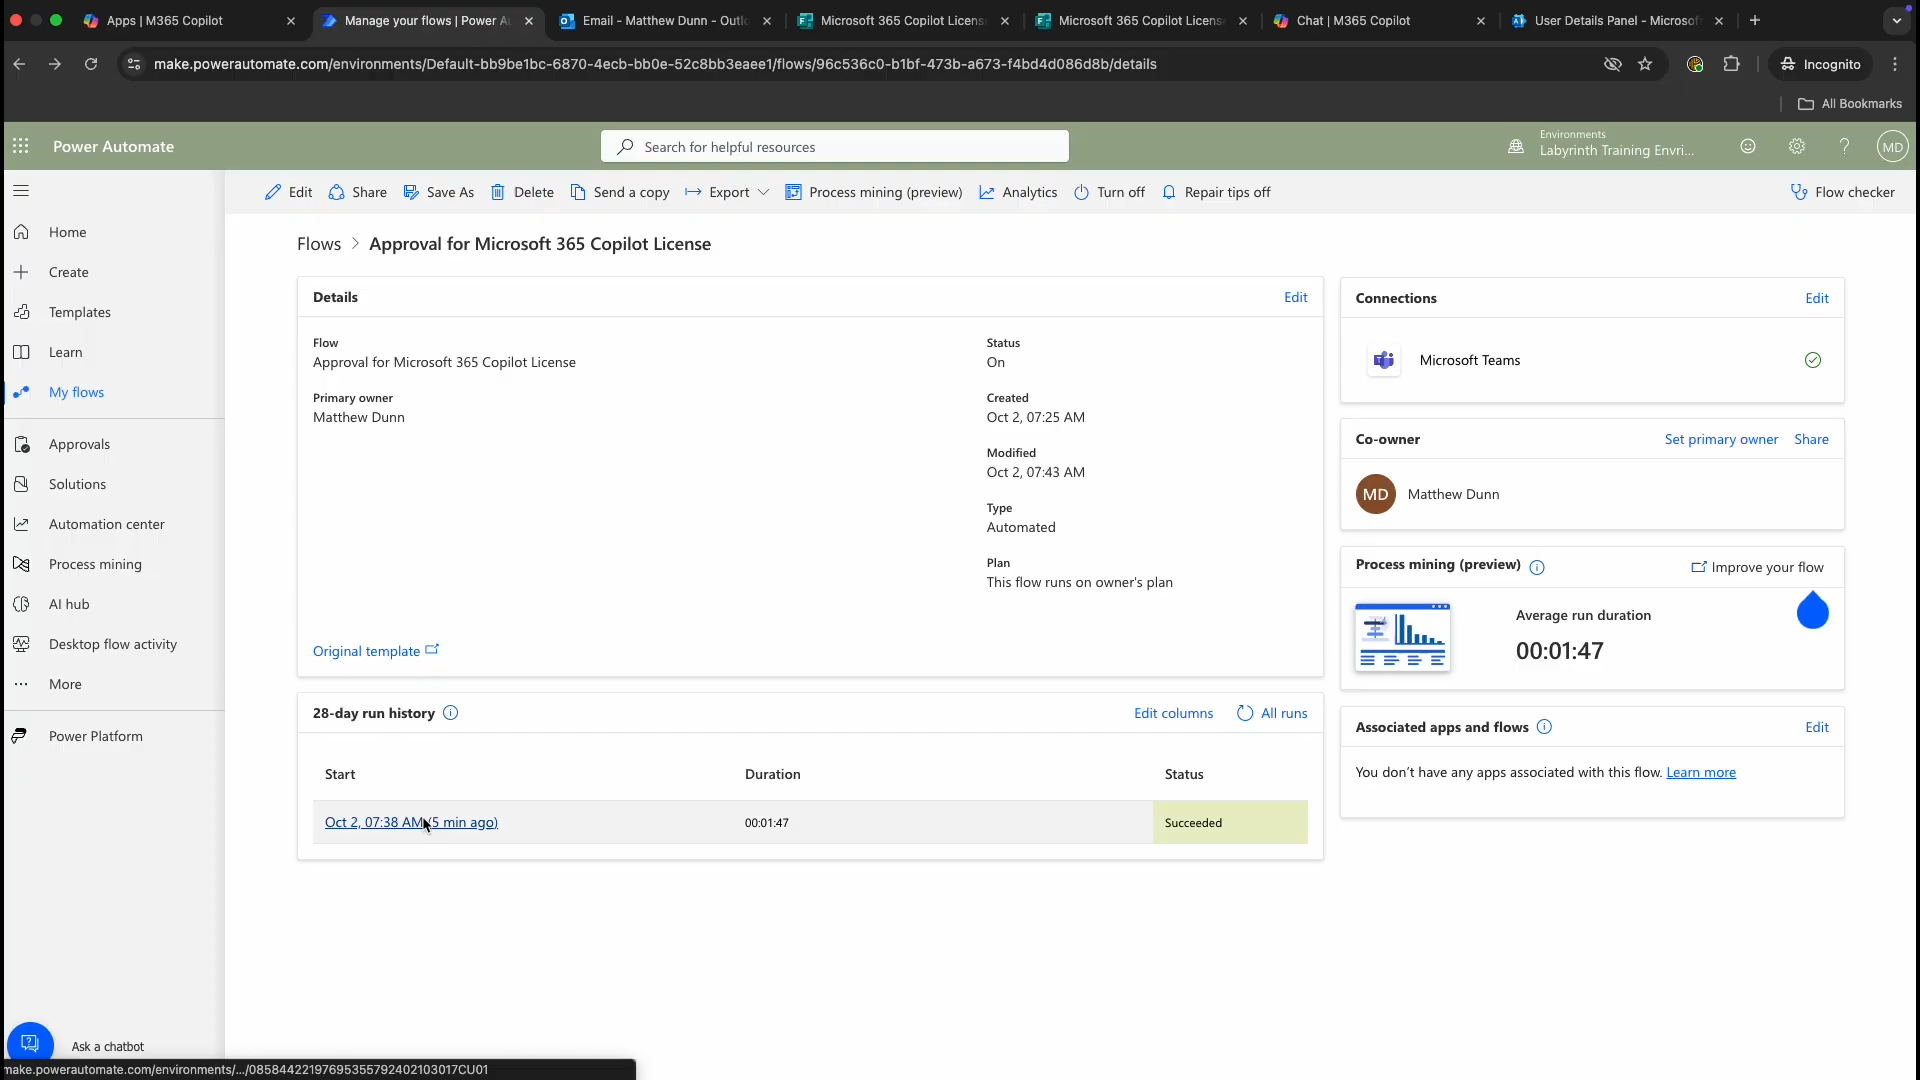 Apps | M365 Copilot
Manage your flows | Power A
Email - Matthew Dunn - Outl
Microsoft 365 Copilot Licens
Microsoft 365 Copilot Licens
Chat | M365 Copilot
User Details Panel - Microsof
make.powerautomate.com/environments/Default-bb9be1bc-6870-4ecb-bb0e-52c8bb3eaee1/flows/96c536c0-b1bf-473b-a673-f4bd4d086d8b/details
Incognito
All Bookmarks
Power Automate
Search for helpful resources
Environments
Labyrinth Training Envri...
MD
Edit
Share
Save As
Delete
Send a copy
Export
Process mining (preview)
Analytics
Turn off
Repair tips off
Flow checker
Home
Create
Templates
Learn
My flows
Approvals
Solutions
Automation center
Process mining
AI hub
Desktop flow activity
More
Power Platform
Ask a chatbot
Flows > Approval for Microsoft 365 Copilot License
Details
Edit
Flow
Approval for Microsoft 365 Copilot License
Primary owner
Matthew Dunn
Status
On
Created
Oct 2, 07:25 AM
Modified
Oct 2, 07:43 AM
Type
Automated
Plan
This flow runs on owner's plan
Original template
28-day run history
Edit columns
All runs
Start
Duration
Status
Oct 2, 07:38 AM (5 min ago)
00:01:47
Succeeded
Connections
Edit
Microsoft Teams
Co-owner
Set primary owner
Share
MD
Matthew Dunn
Process mining (preview)
Improve your flow
Average run duration
00:01:47
Associated apps and flows
Edit
You don't have any apps associated with this flow. Learn more
make.powerautomate.com/environments/.../08584422197695355792402103017CU01